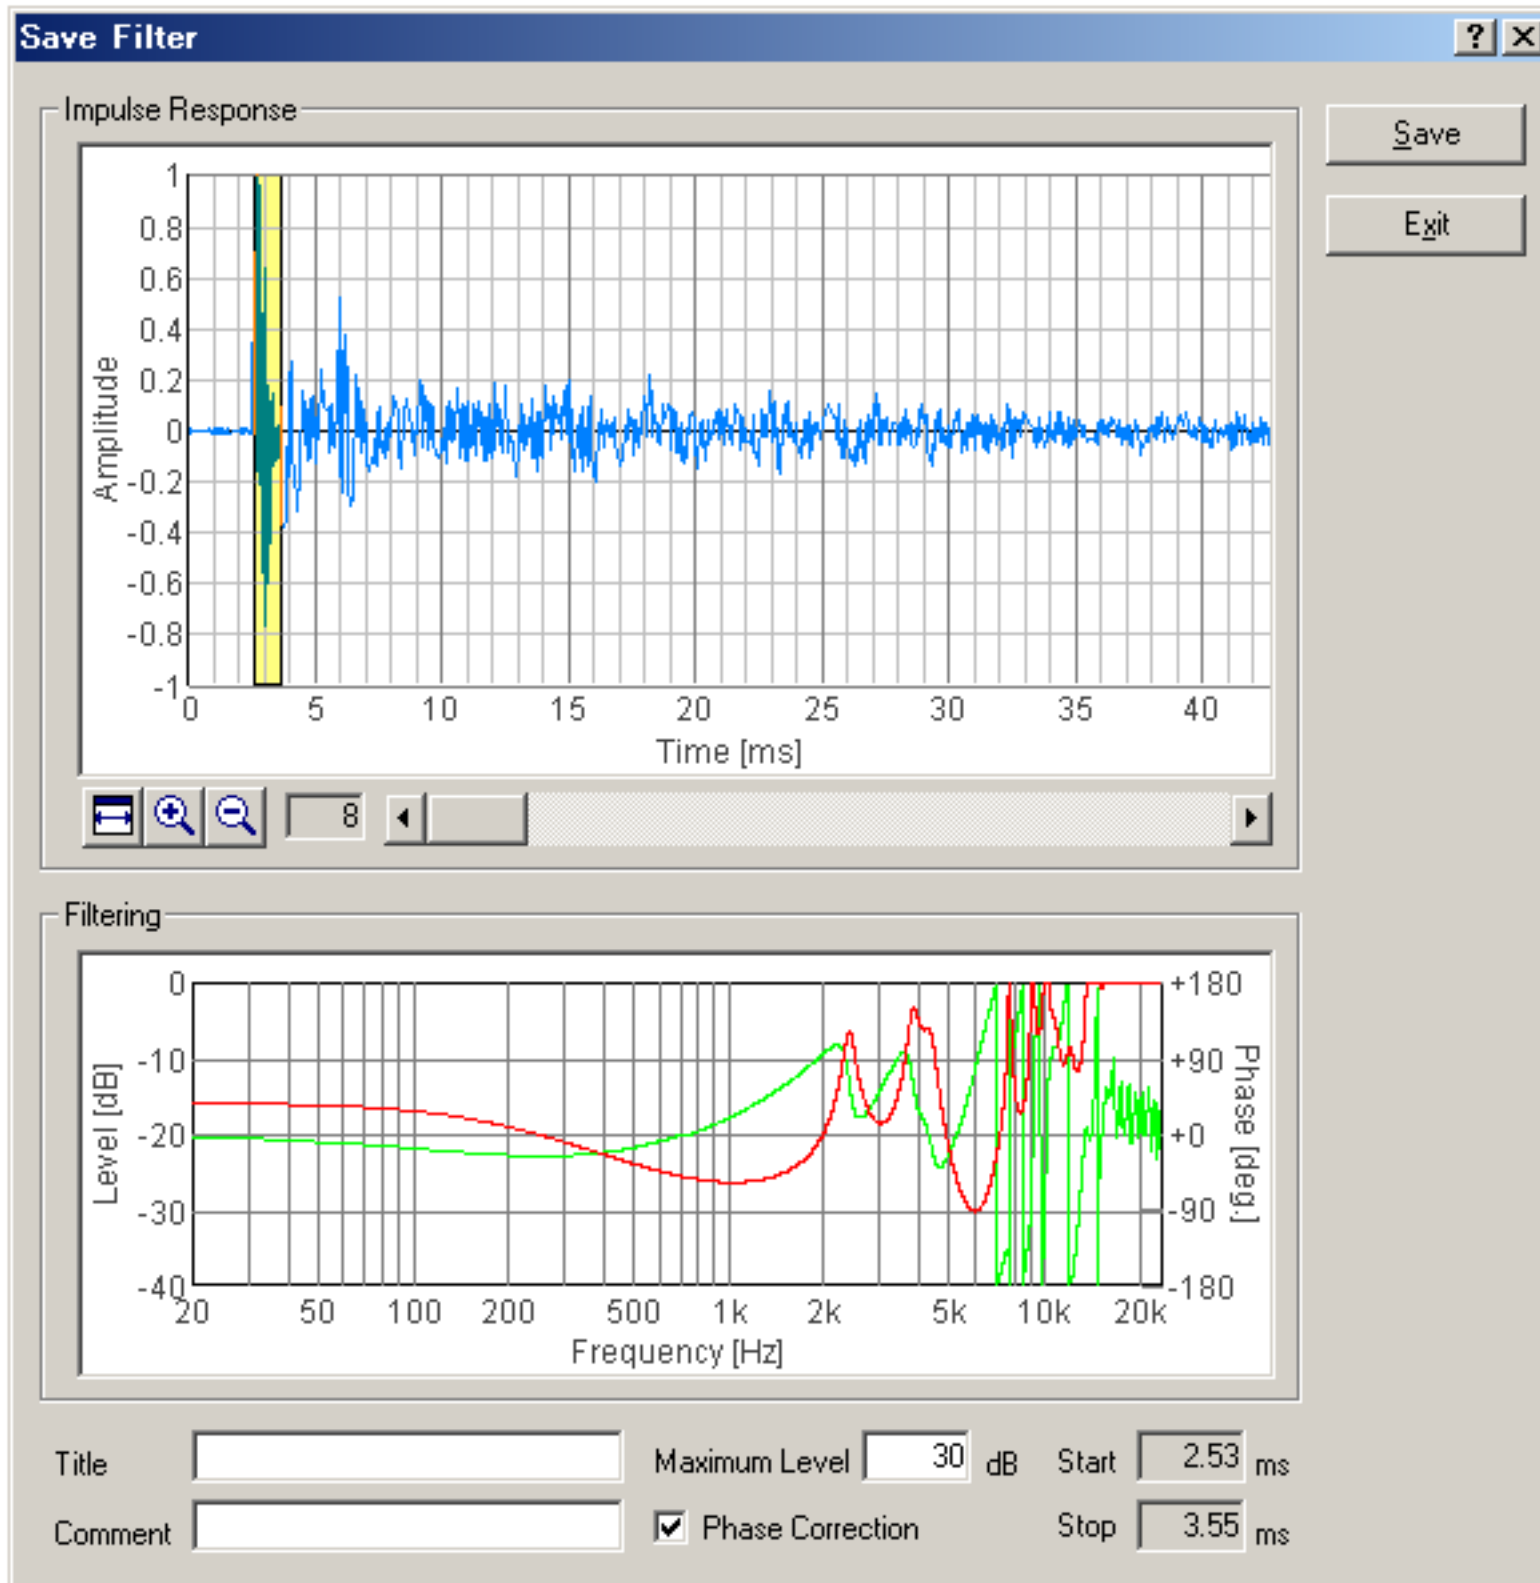 Save Filter
Impulse Response
Save
Exit
1
0.8
0.6
0.4
0.2
0
-0.2
-0.4
-0.6
-0.8
-1
Amplitude
0 5 10 15 20 25 30 35 40
Time [ms]
8
Filtering
0
-10
-20
-30
-40
Level [dB]
+180
+90
+0
-90
-180
Phase [deg.]
20 50 100 200 500 1k 2k 5k 10k 20k
Frequency [Hz]
Title Maximum Level 30 dB Start 2.53 ms
Comment Phase Correction Stop 3.55 ms